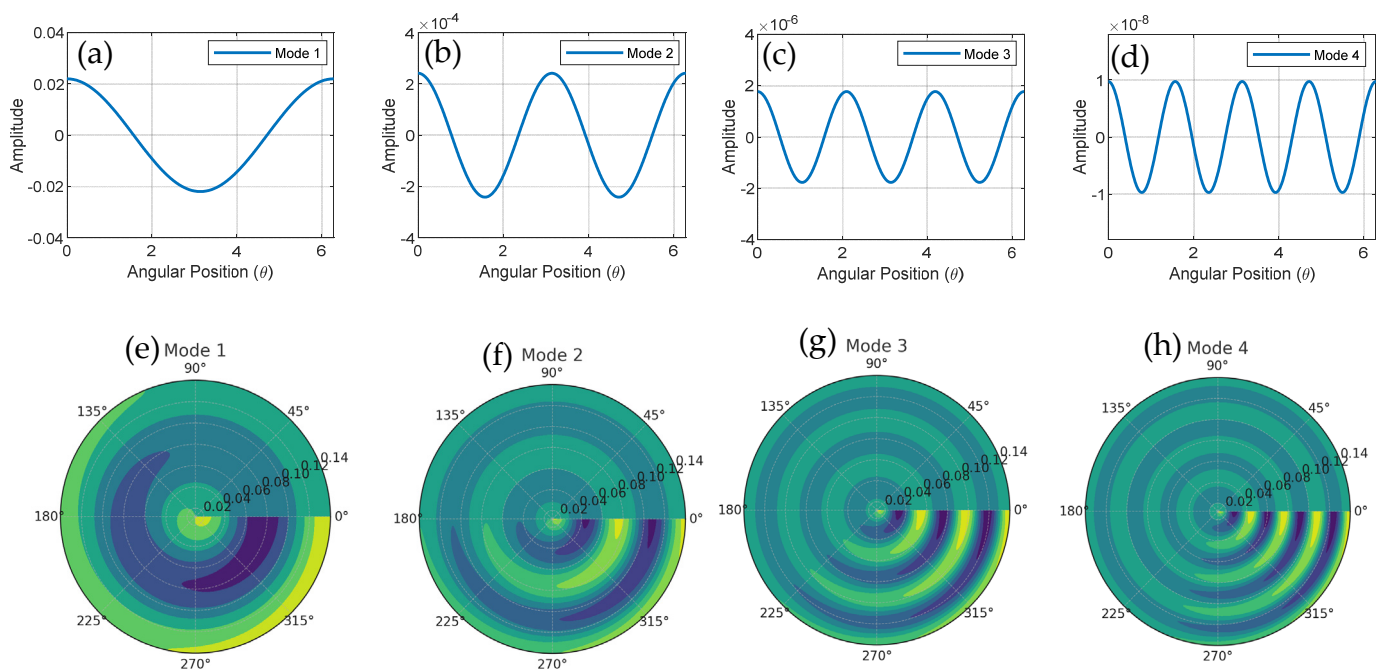 (a)
Mode 1
0.04
0.02
0
-0.02
-0.04
Amplitude
0 2 4 6
Angular Position (θ)
(b)
×10⁻⁴
Mode 2
4
2
0
-2
-4
Amplitude
0 2 4 6
Angular Position (θ)
(c)
×10⁻⁶
Mode 3
4
2
0
-2
-4
Amplitude
0 2 4 6
Angular Position (θ)
(d)
×10⁻⁸
Mode 4
1
0
-1
Amplitude
0 2 4 6
Angular Position (θ)
(e) Mode 1
90°
135° 45°
180° 0°
225° 315°
270°
0.02 0.04 0.06 0.08 0.10 0.12 0.14
(f) Mode 2
90°
135° 45°
180° 0°
225° 315°
270°
0.02 0.04 0.06 0.08 0.10 0.12 0.14
(g) Mode 3
90°
135° 45°
180° 0°
225° 315°
270°
0.02 0.04 0.06 0.08 0.10 0.12 0.14
(h) Mode 4
90°
135° 45°
180° 0°
225° 315°
270°
0.02 0.04 0.06 0.08 0.10 0.12 0.14